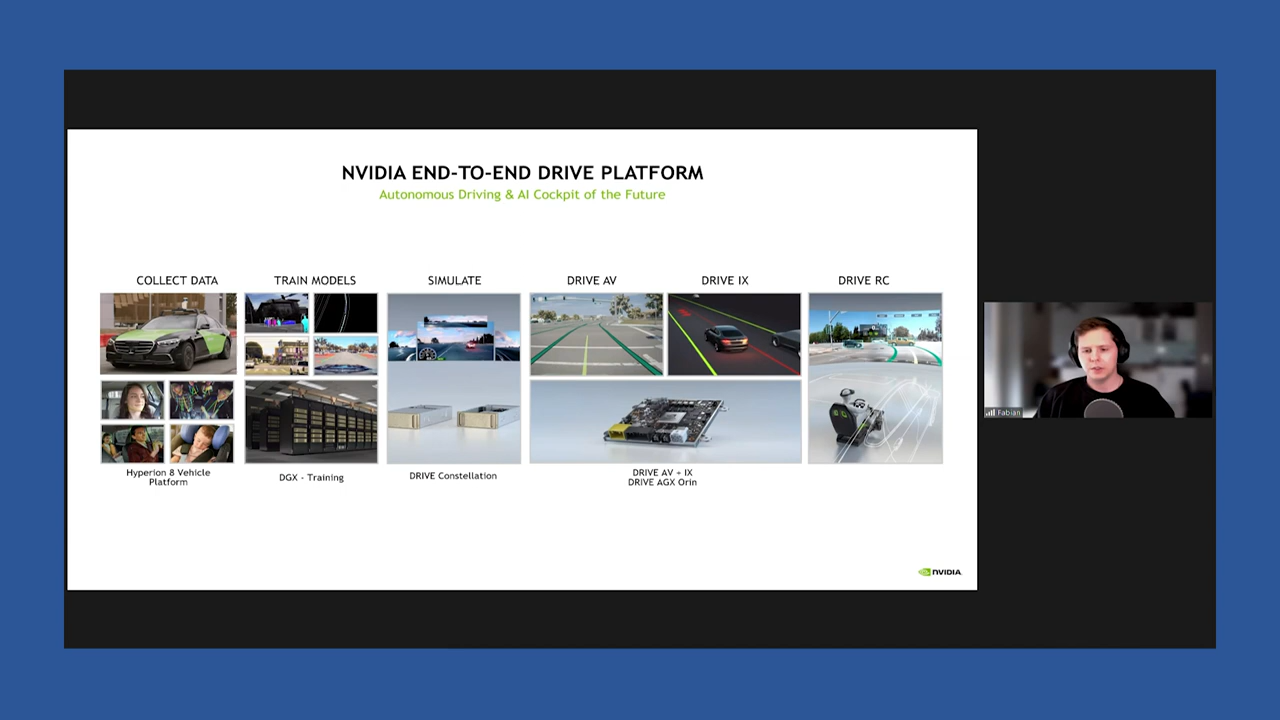 NVIDIA END-TO-END DRIVE PLATFORM
Autonomous Driving & AI Cockpit of the Future
COLLECT DATA
TRAIN MODELS
SIMULATE
DRIVE AV
DRIVE IX
DRIVE RC
Hyperion 8 Vehicle
Platform
DGX - Training
DRIVE Constellation
DRIVE AV + IX
DRIVE AGX Orin
NVIDIA.
Fabian